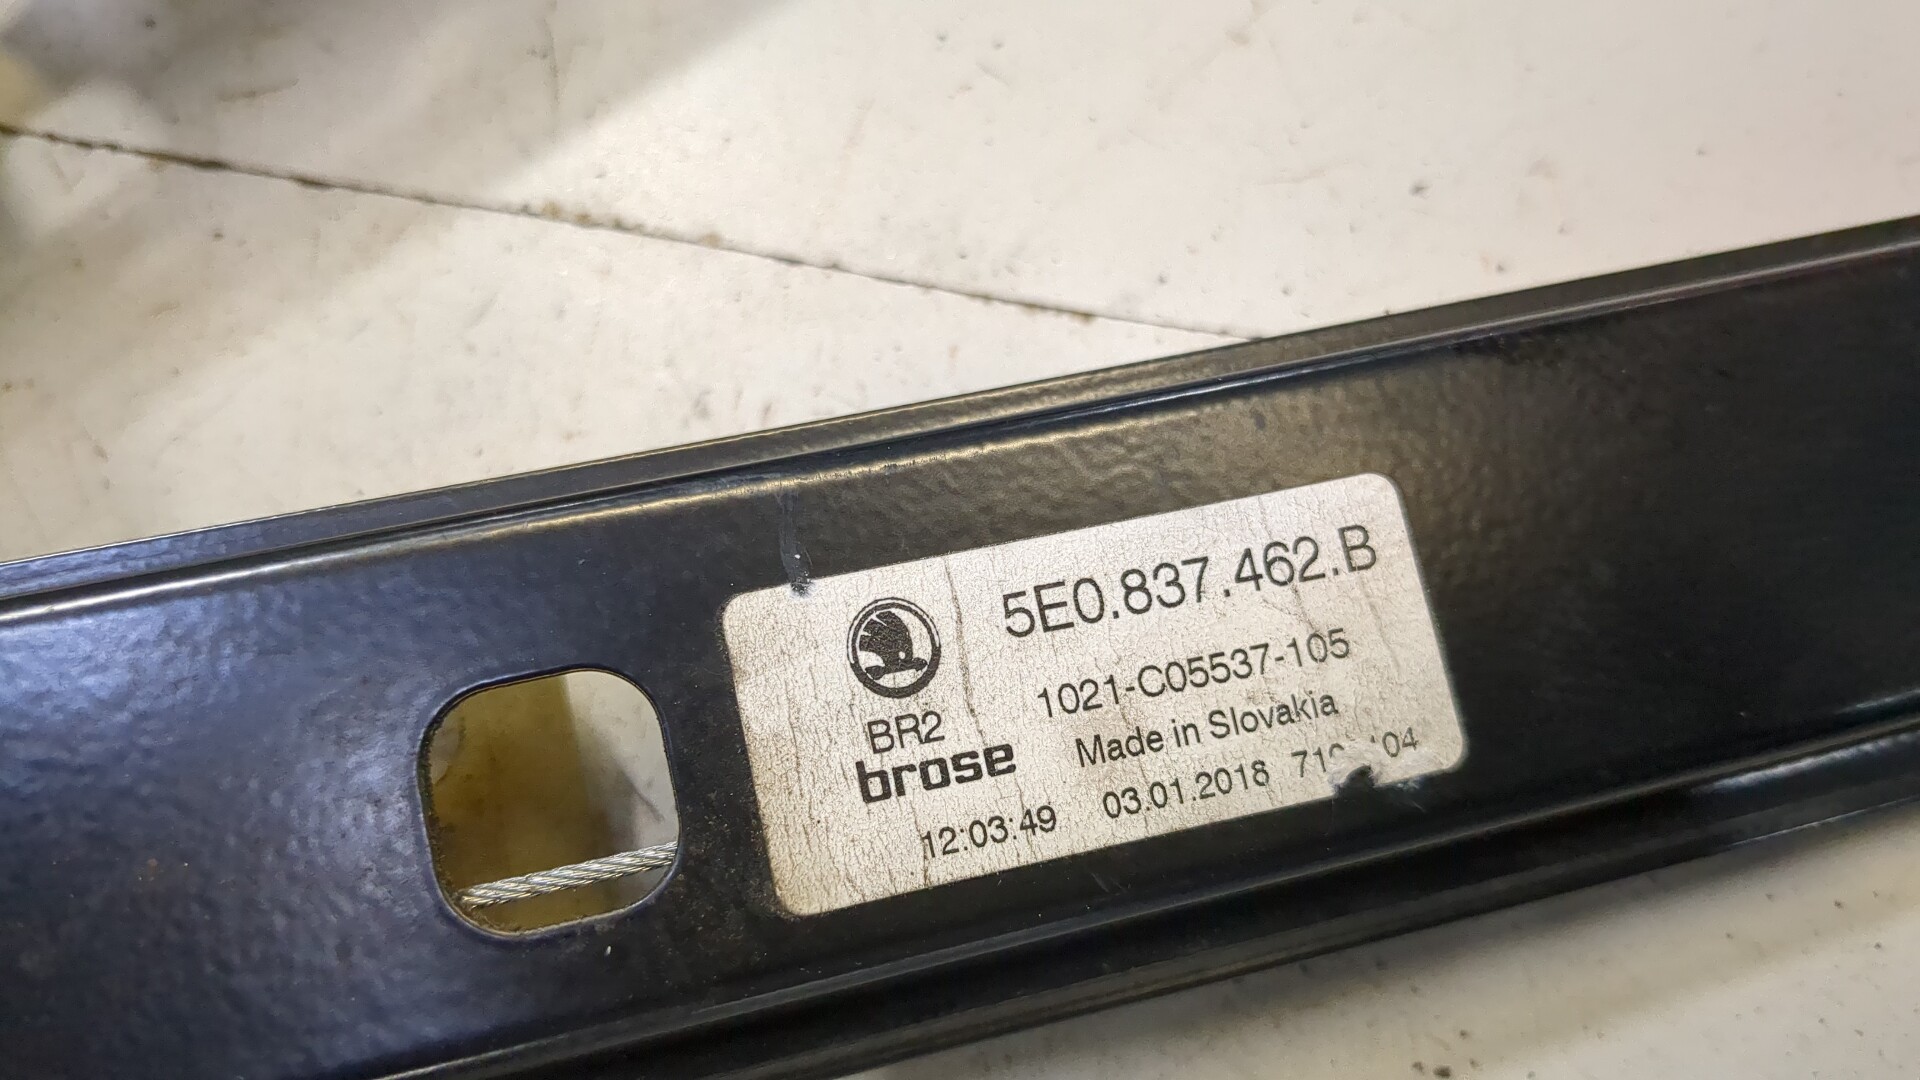 5E0.837.462.B
1021-C05537-105
BR2
Made in Slovakia
brose
12:03:49 03.01.2018